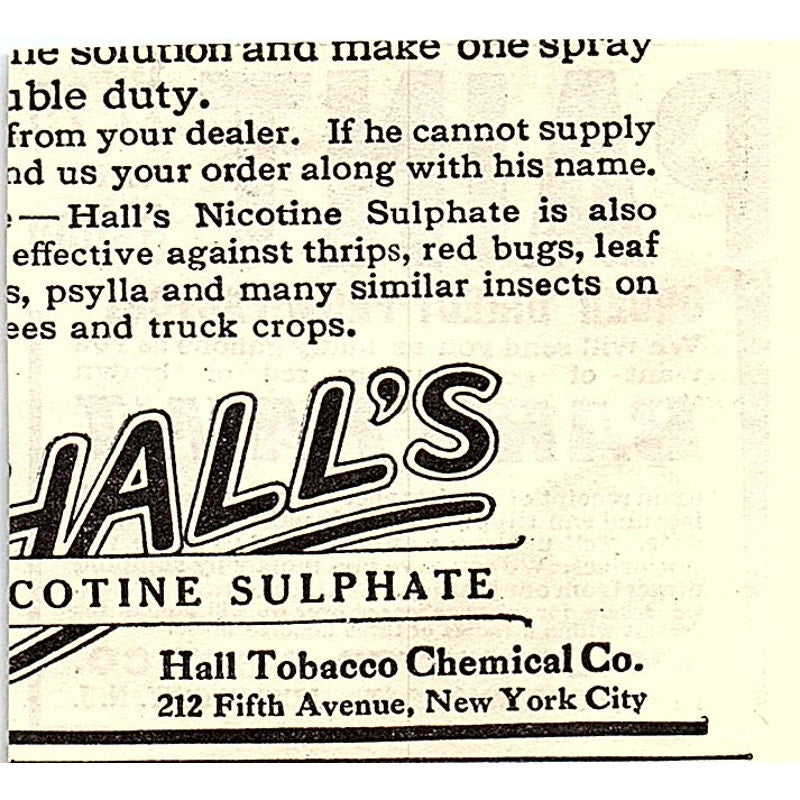 solution and make one spray
uble duty.
from your dealer. If he cannot supply
nd us your order along with his name.
e — Hall's Nicotine Sulphate is also
effective against thrips, red bugs, leaf
s, psylla and many similar insects on
ees and truck crops.
HALL'S
COTINE SULPHATE
Hall Tobacco Chemical Co.
212 Fifth Avenue, New York City